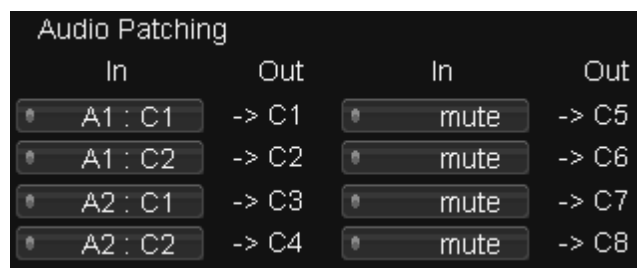 Audio Patching
In Out In Out
A1 : C1 -> C1 mute -> C5
A1 : C2 -> C2 mute -> C6
A2 : C1 -> C3 mute -> C7
A2 : C2 -> C4 mute -> C8